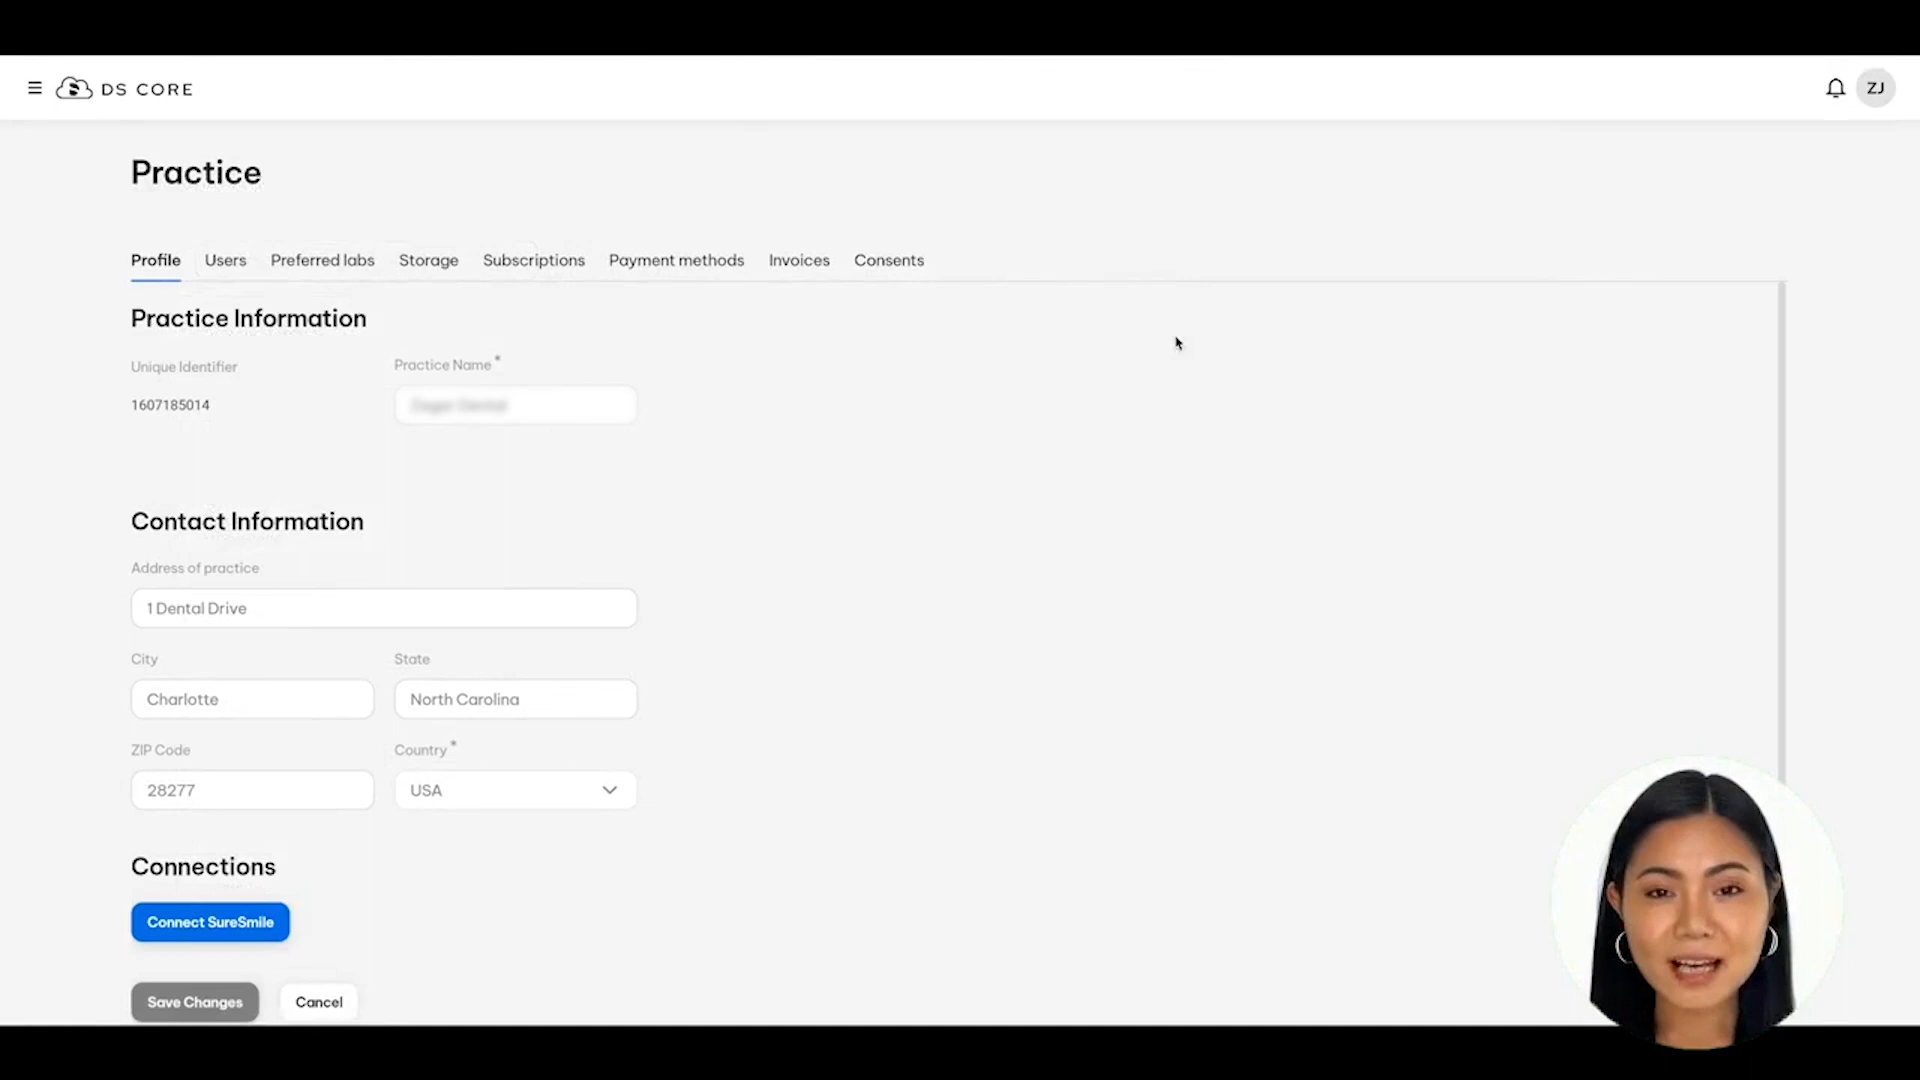 DS CORE
ZJ
Practice
Profile Users Preferred labs Storage Subscriptions Payment methods Invoices Consents
Practice Information
Unique Identifier Practice Name *
1607185014
Contact Information
Address of practice
1 Dental Drive
City State
Charlotte North Carolina
ZIP Code Country *
28277 USA
Connections
Connect SureSmile
Save Changes Cancel